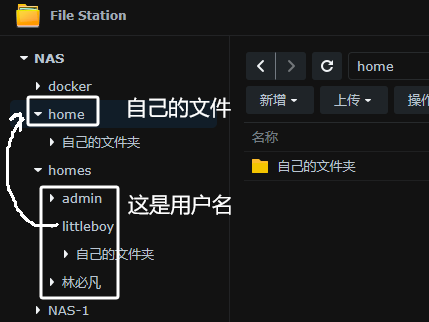 File Station
NAS
docker
home
自己的文件夹
homes
admin
littleboy
自己的文件夹
林必凡
NAS-1
自己的文件
这是用户名
home
新增
上传
操作
名称
自己的文件夹